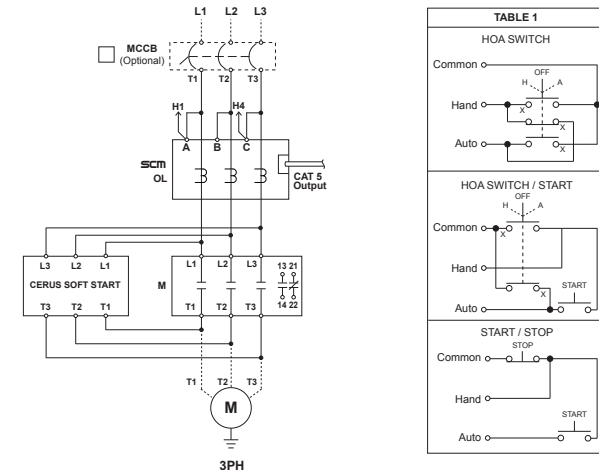 L1 L2 L3
MCCB
(Optional)
T1 T2 T3
H1 H4
A B C
SCM
OL
CAT 5
Output
L3 L2 L1
CERUS SOFT START
T3 T2 T1
M
L1 L2 L3 13 21
T1 T2 T3 14 22
T1 T2 T3
M
3PH
TABLE 1
HOA SWITCH
Common
OFF
H A
Hand
X
X
Auto
X
HOA SWITCH / START
OFF
H A
Common
X
Hand
X
START
Auto
START / STOP
STOP
Common
Hand
START
Auto